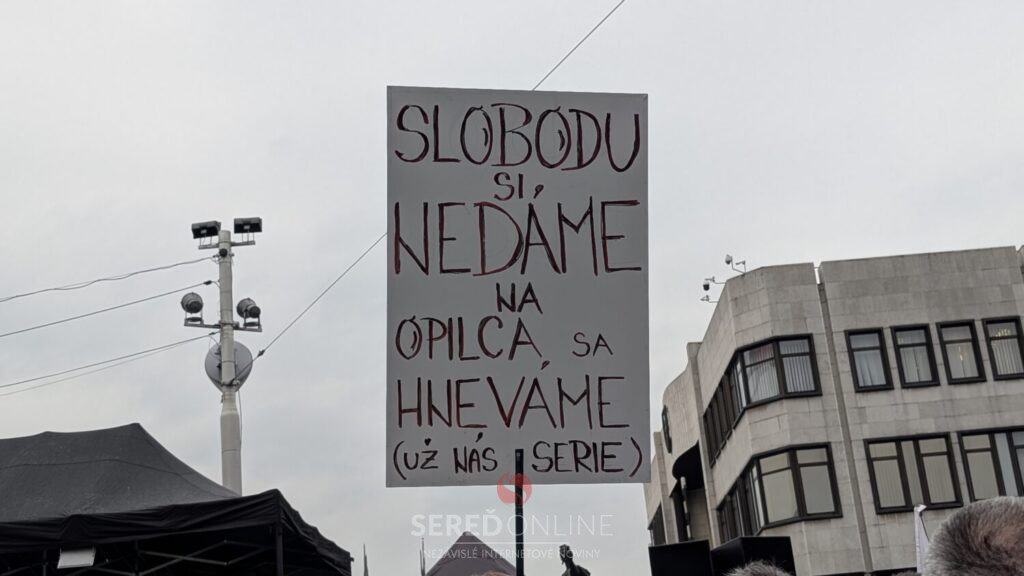 SLOBODU
SI
NEDÁME
NA
OPILCA SA
HNEVÁME
(UŽ NÁS SERIE)
SEREĎONLINE
NEZÁVISLÉ INTERNETOVÉ NOVINY